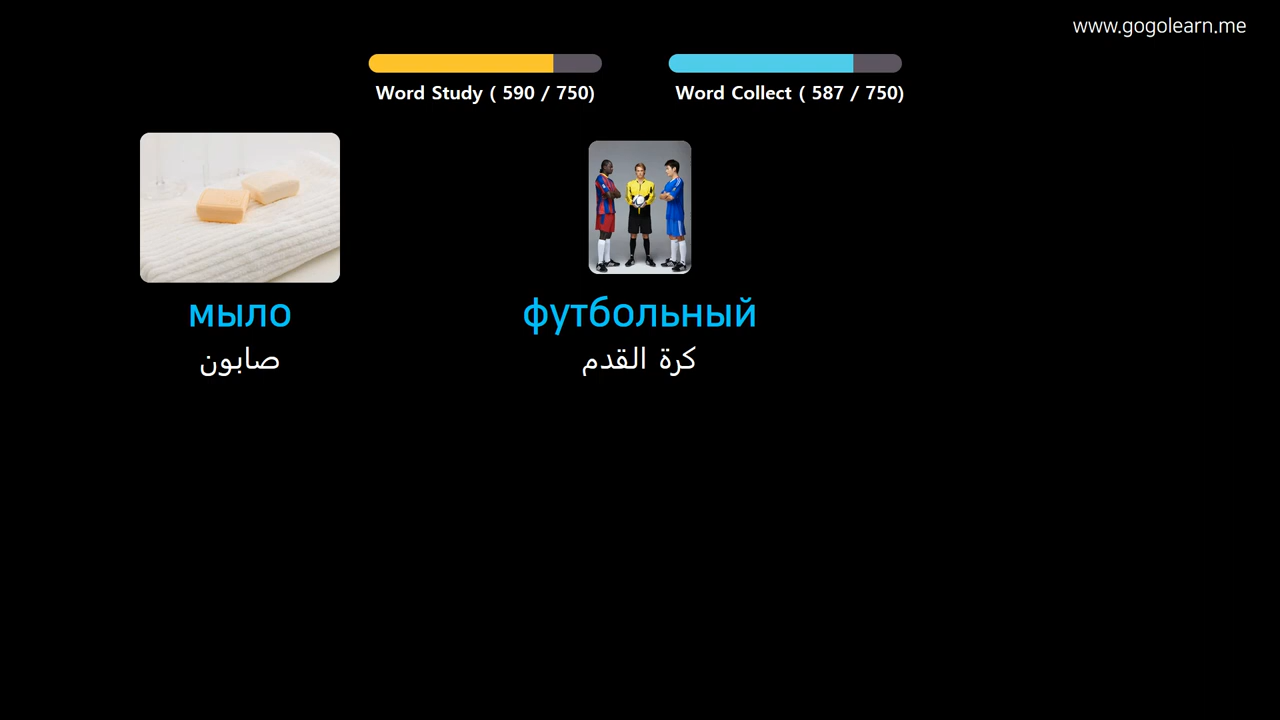 www.gogolearn.me
Word Study ( 590 / 750)
Word Collect ( 587 / 750)
мыло
صابون
футбольный
كرة القدم